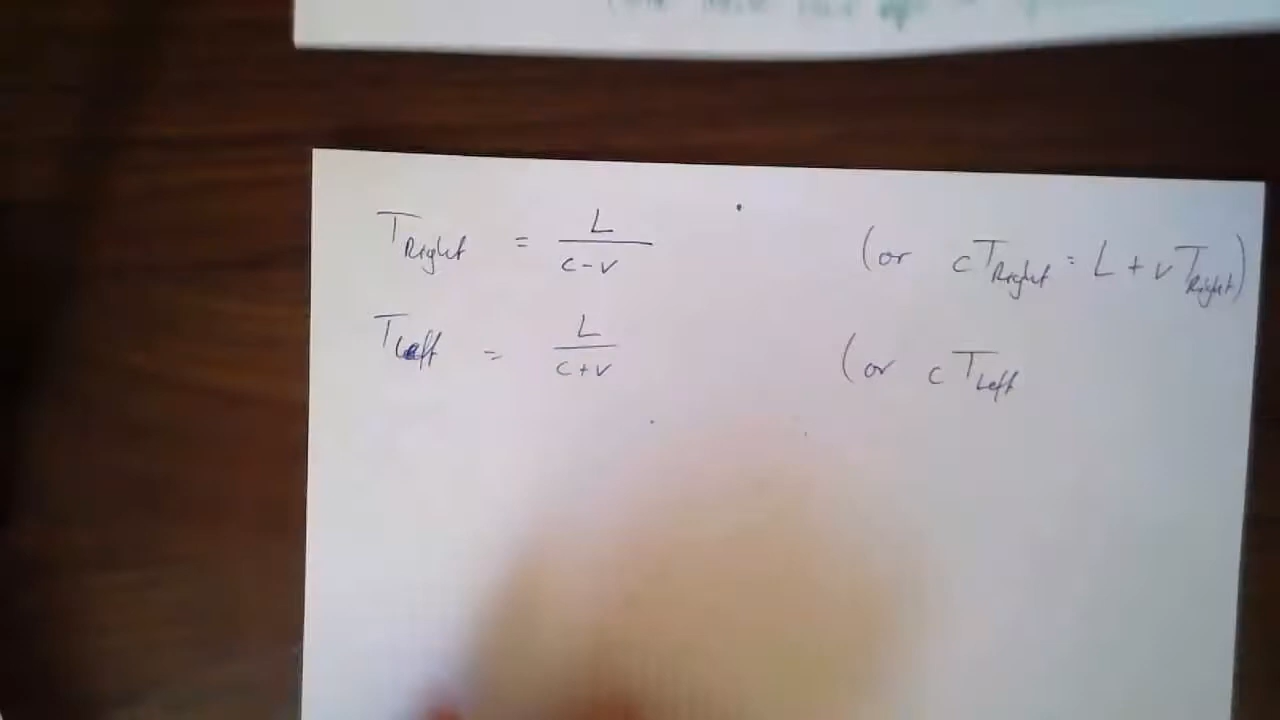 T_Right = L/(c-v) (or cT_Right = L + vT_Right)
T_Left = L/(c+v) (or cT_Left